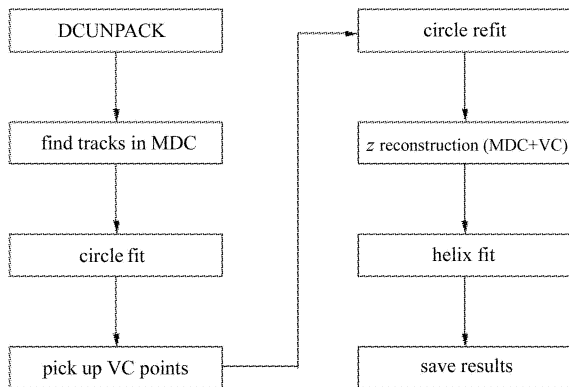 DCUNPACK
find tracks in MDC
circle fit
pick up VC points
circle refit
z reconstruction (MDC+VC)
helix fit
save results